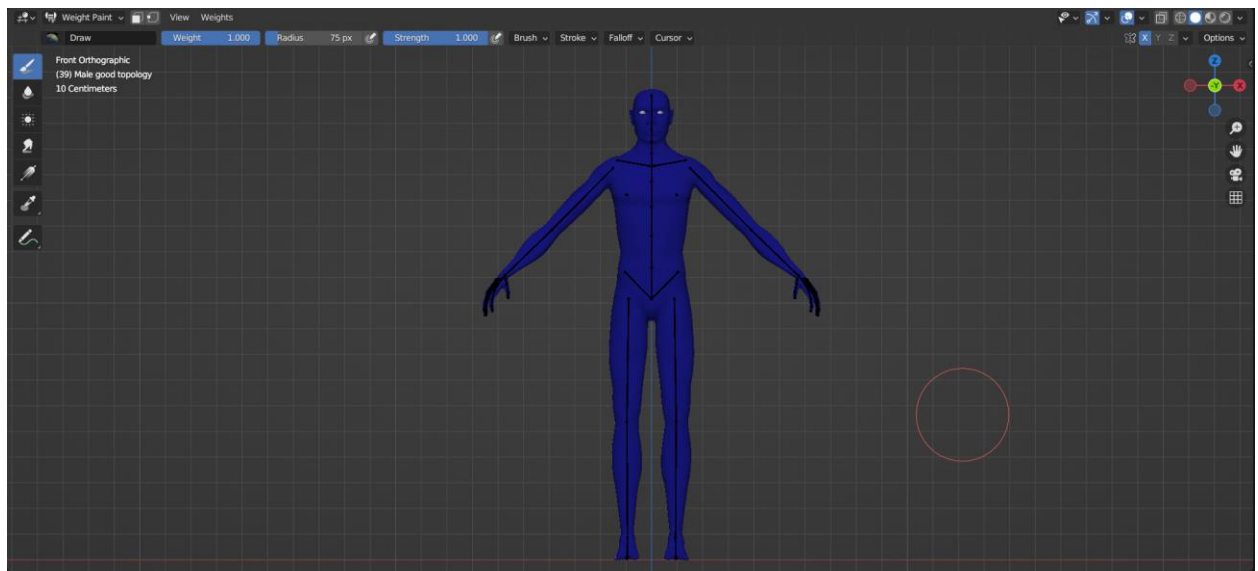 Weight Paint View Weights
Draw Weight 1.000 Radius 75 px Strength 1.000 Brush Stroke Falloff Cursor X Y Z Options
Front Orthographic
(39) Male good topology
10 Centimeters
Z
-Y X